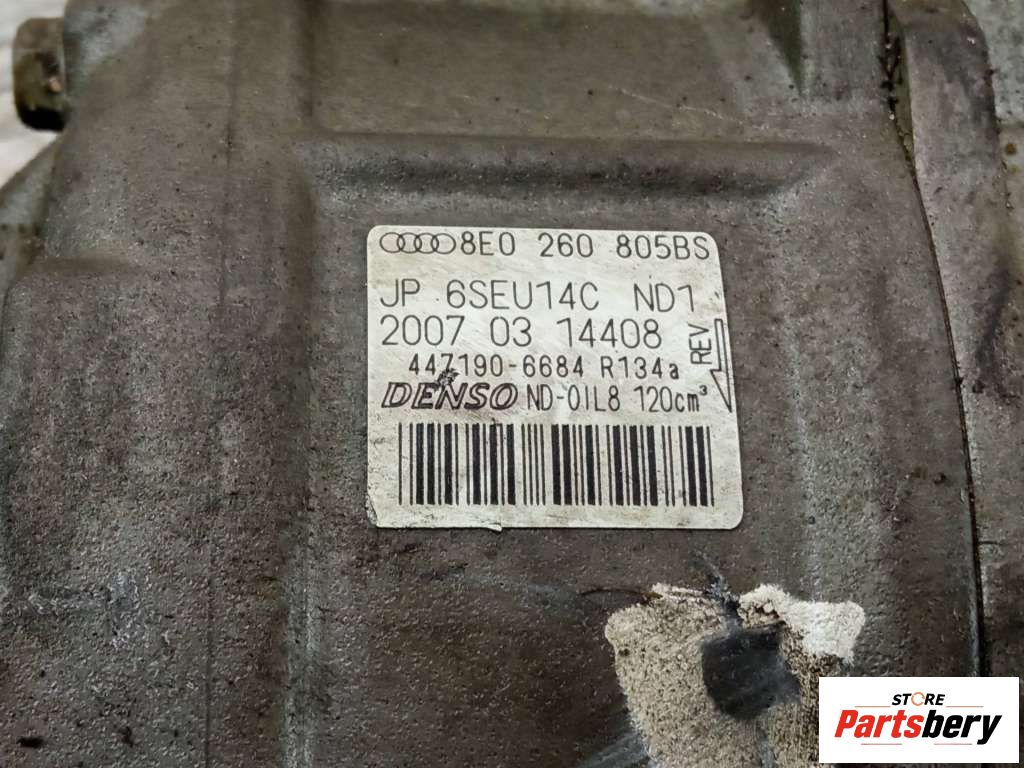 8E0 260 805BS
JP 6SEU14C ND1
2007 03 14408
REV
447190-6684 R134a
DENSO ND-OIL8 120cm³
STORE
Partsbery